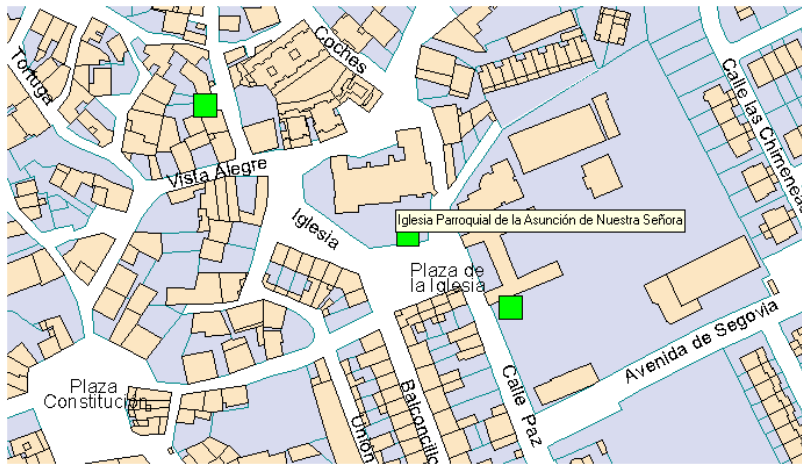 Coches
Tortuga
Calle las Chimeneas
Vista Alegre
Iglesia
Iglesia Parroquial de la Asunción de Nuestra Señora
Plaza de
la Iglesia
Avenida de Segovia
Plaza
Constitución
Unión
Balconcillo
Calle Paz